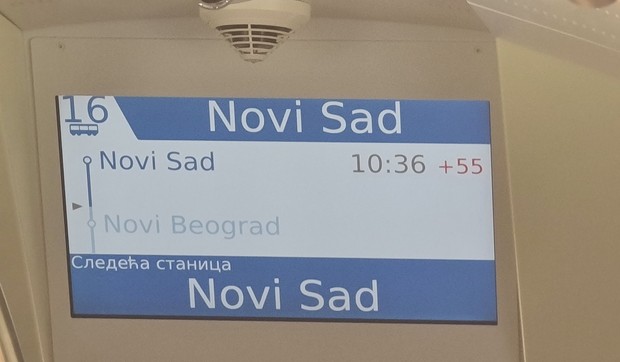 16 Novi Sad
Novi Sad 10:36 +55
Novi Beograd
Следећа станица
Novi Sad